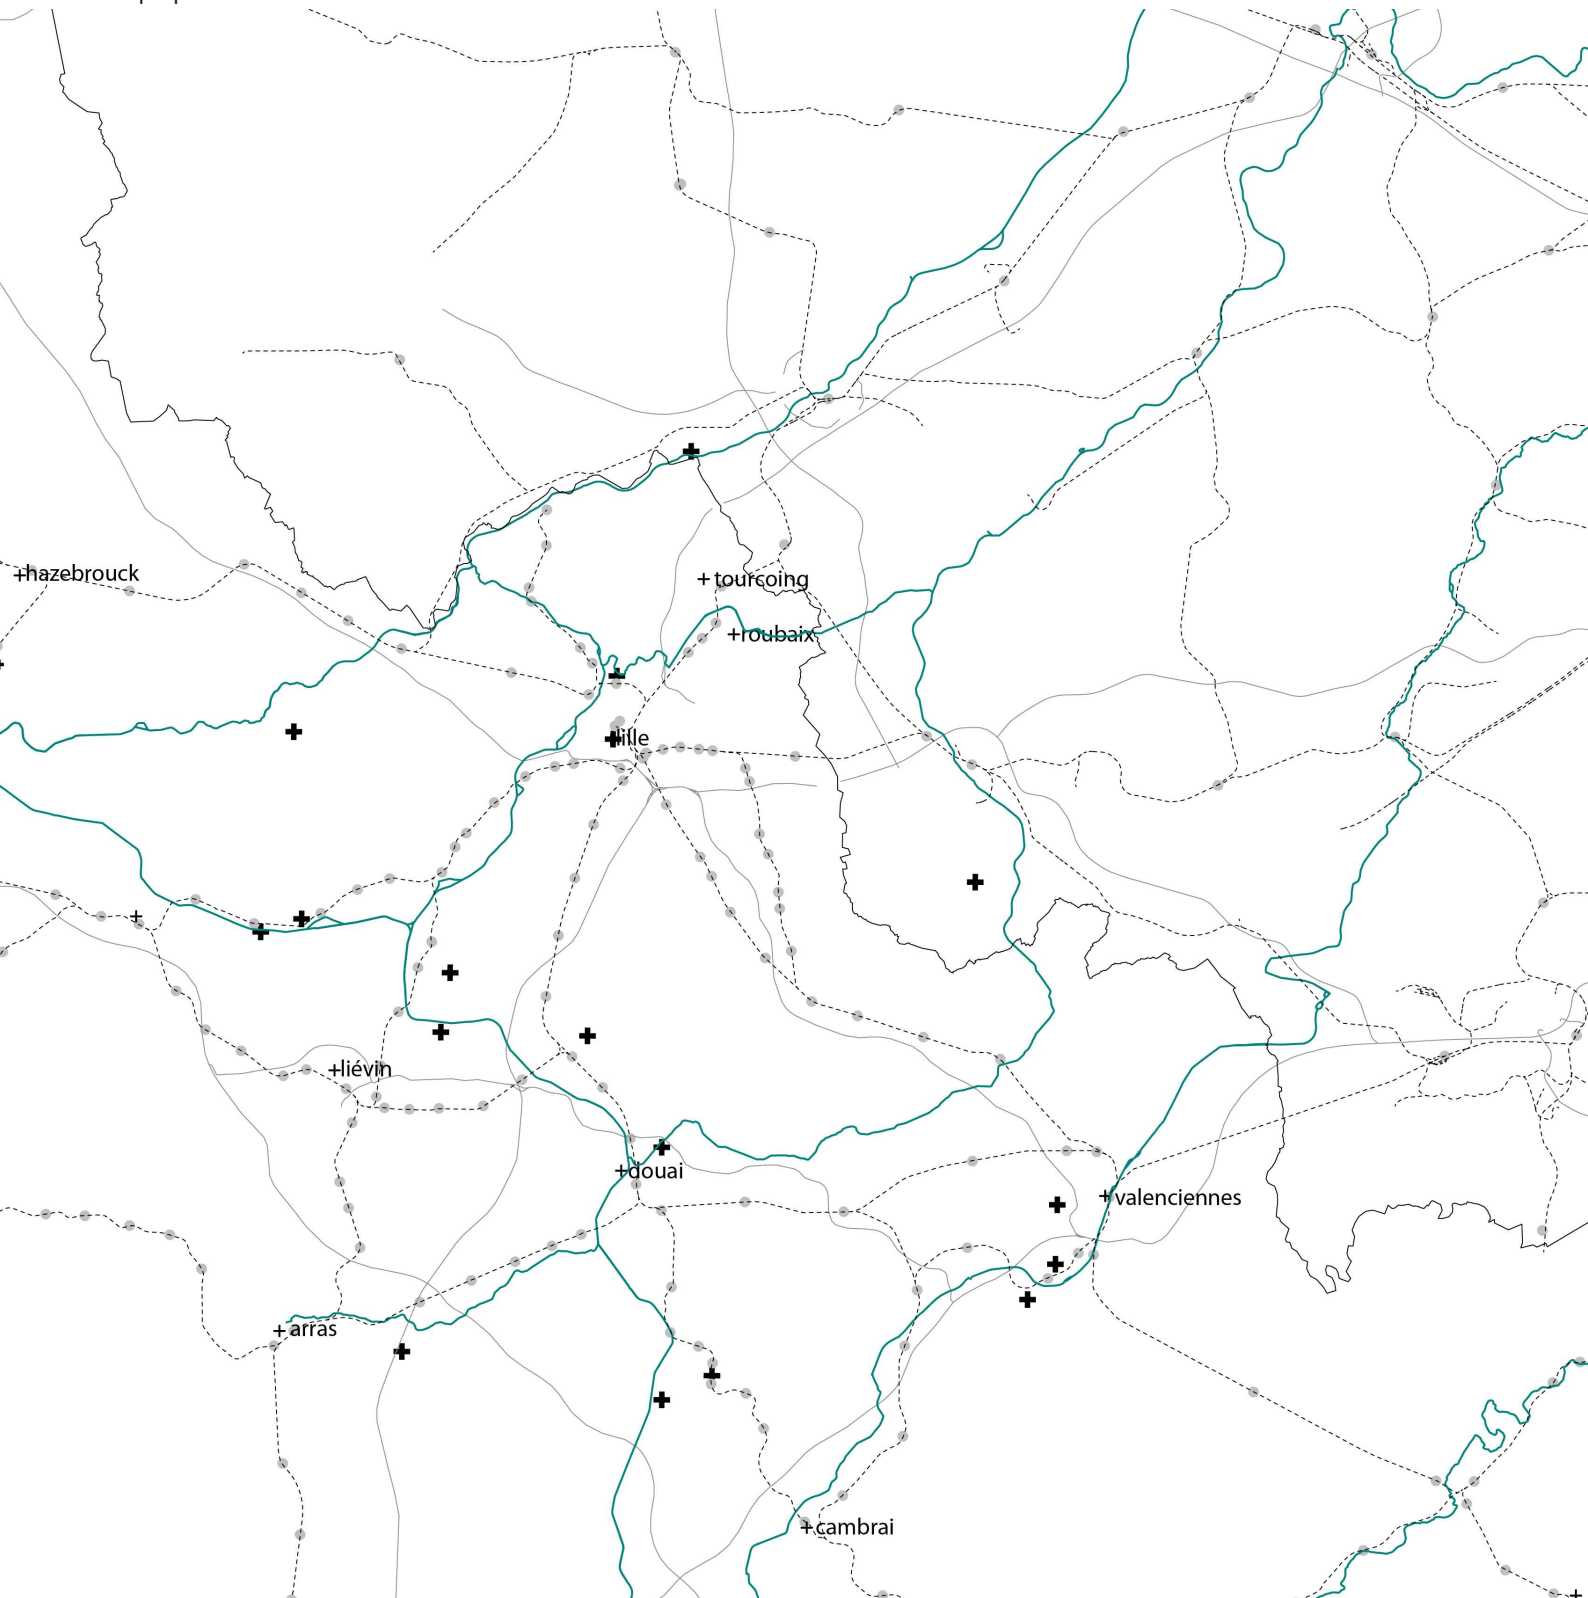 hazebrouck
tourcoing
roubaix
lille
liévin
douai
valenciennes
arras
cambrai